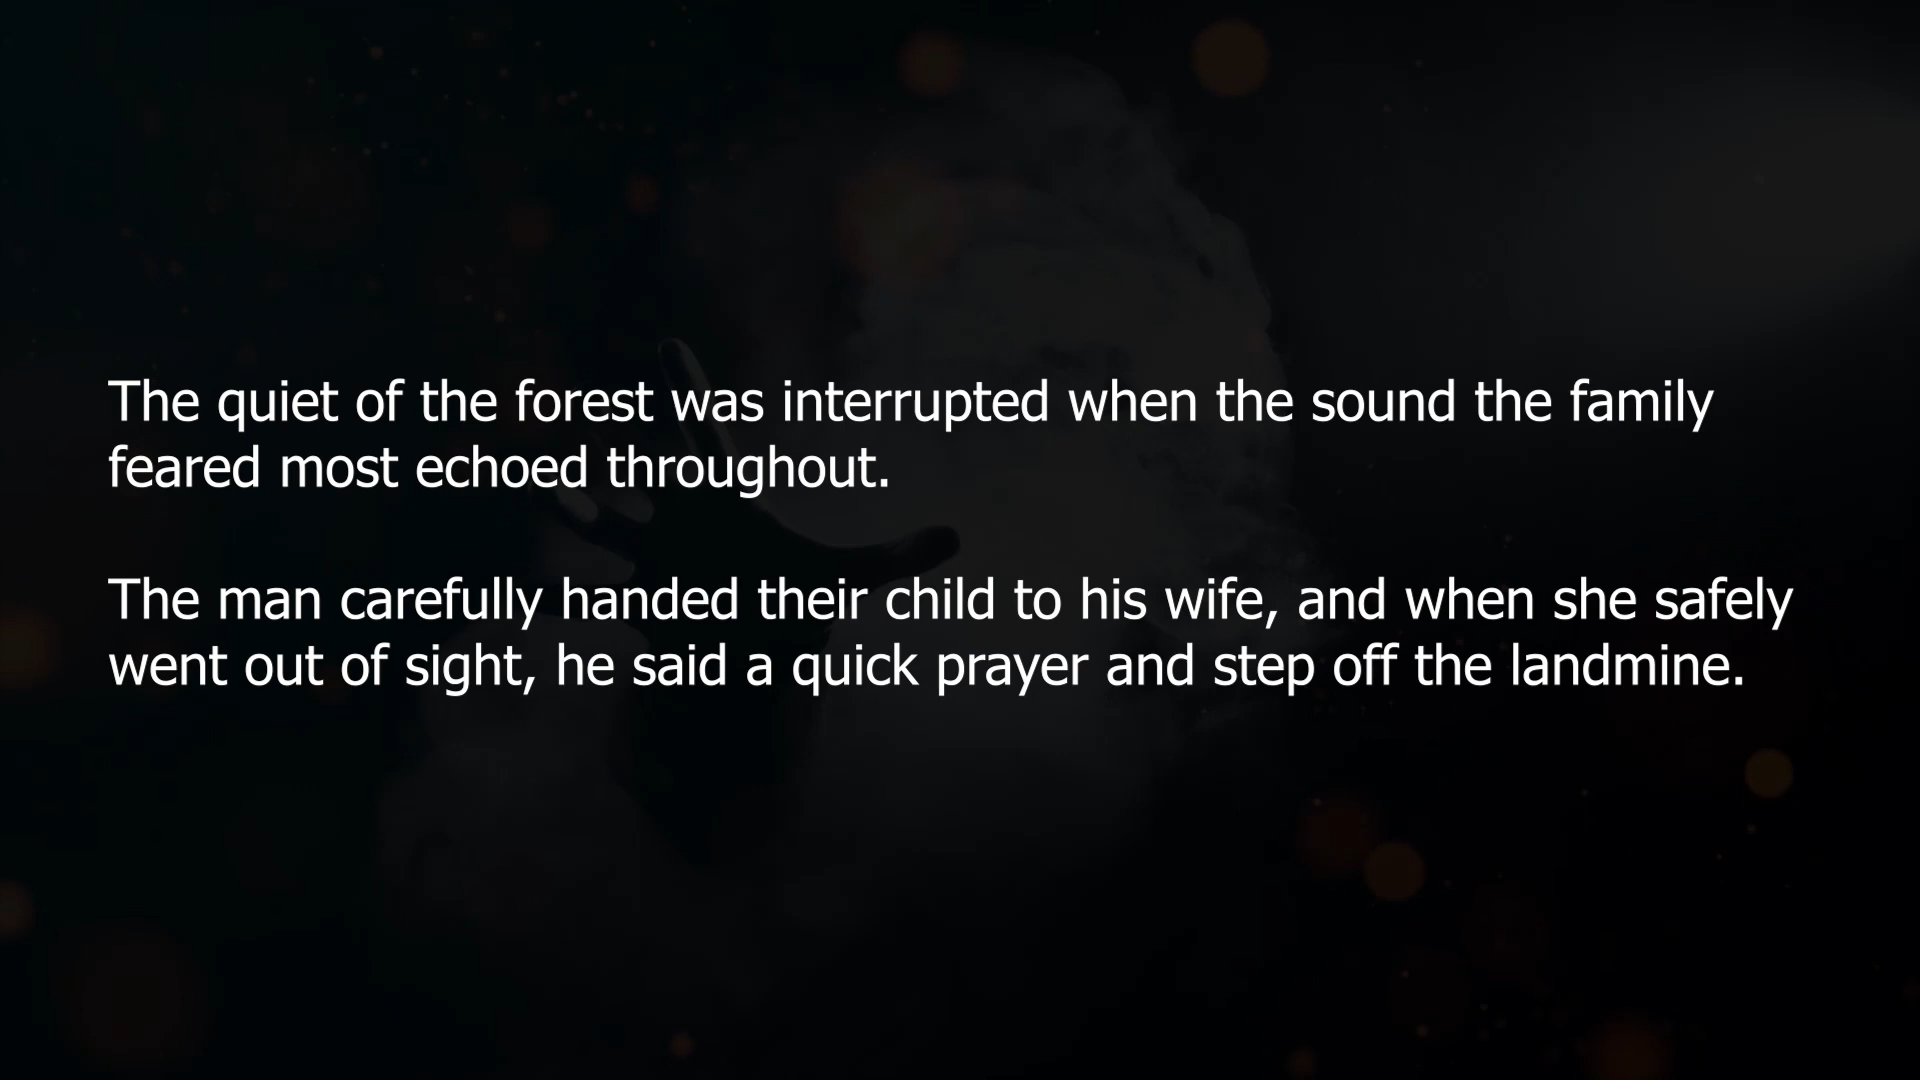 The quiet of the forest was interrupted when the sound the family
feared most echoed throughout.
The man carefully handed their child to his wife, and when she safely
went out of sight, he said a quick prayer and step off the landmine.